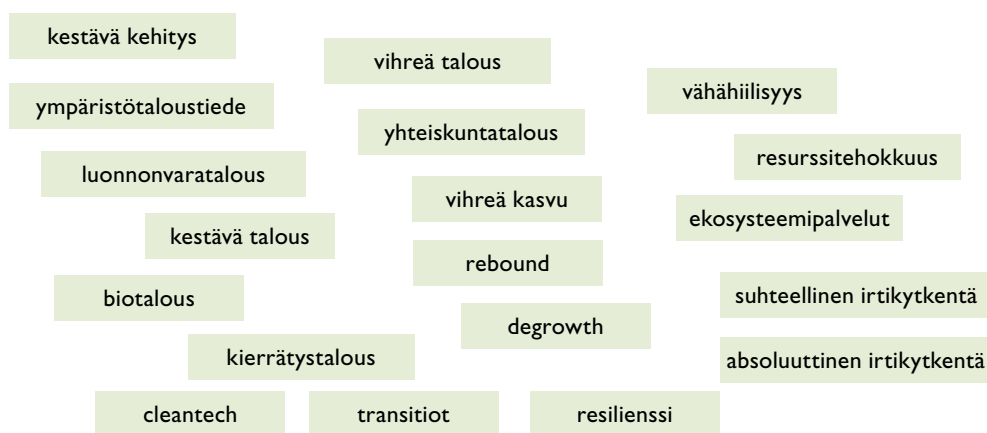 kestävä kehitys
vihreä talous
vähähiilisyys
ympäristötaloustiede
yhteiskuntatalous
resurssitehokkuus
luonnonvaratalous
vihreä kasvu
ekosysteemipalvelut
kestävä talous
rebound
biotalous
suhteellinen irtikytkentä
degrowth
kierrätystalous
absoluuttinen irtikytkentä
cleantech
transitiot
resilienssi